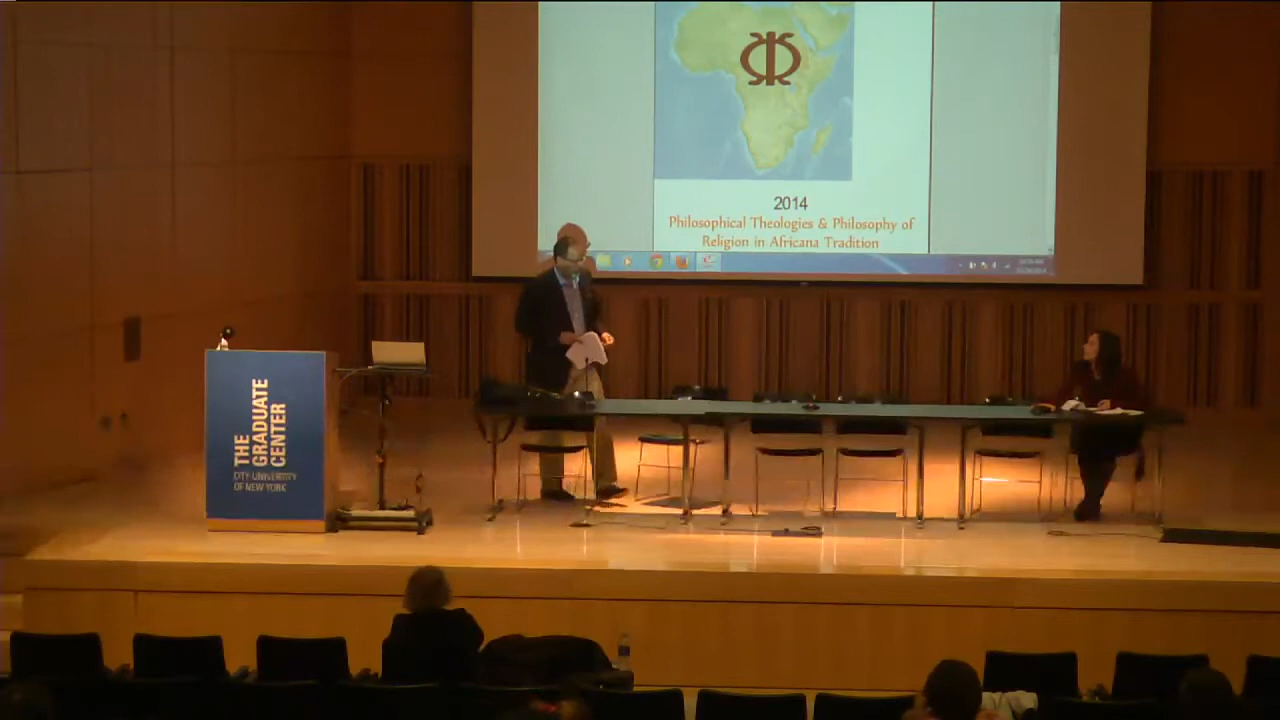 2014
Philosophical Theologies & Philosophy of
Religion in Africana Tradition
THE
GRADUATE
CENTER
CITY UNIVERSITY
OF NEW YORK